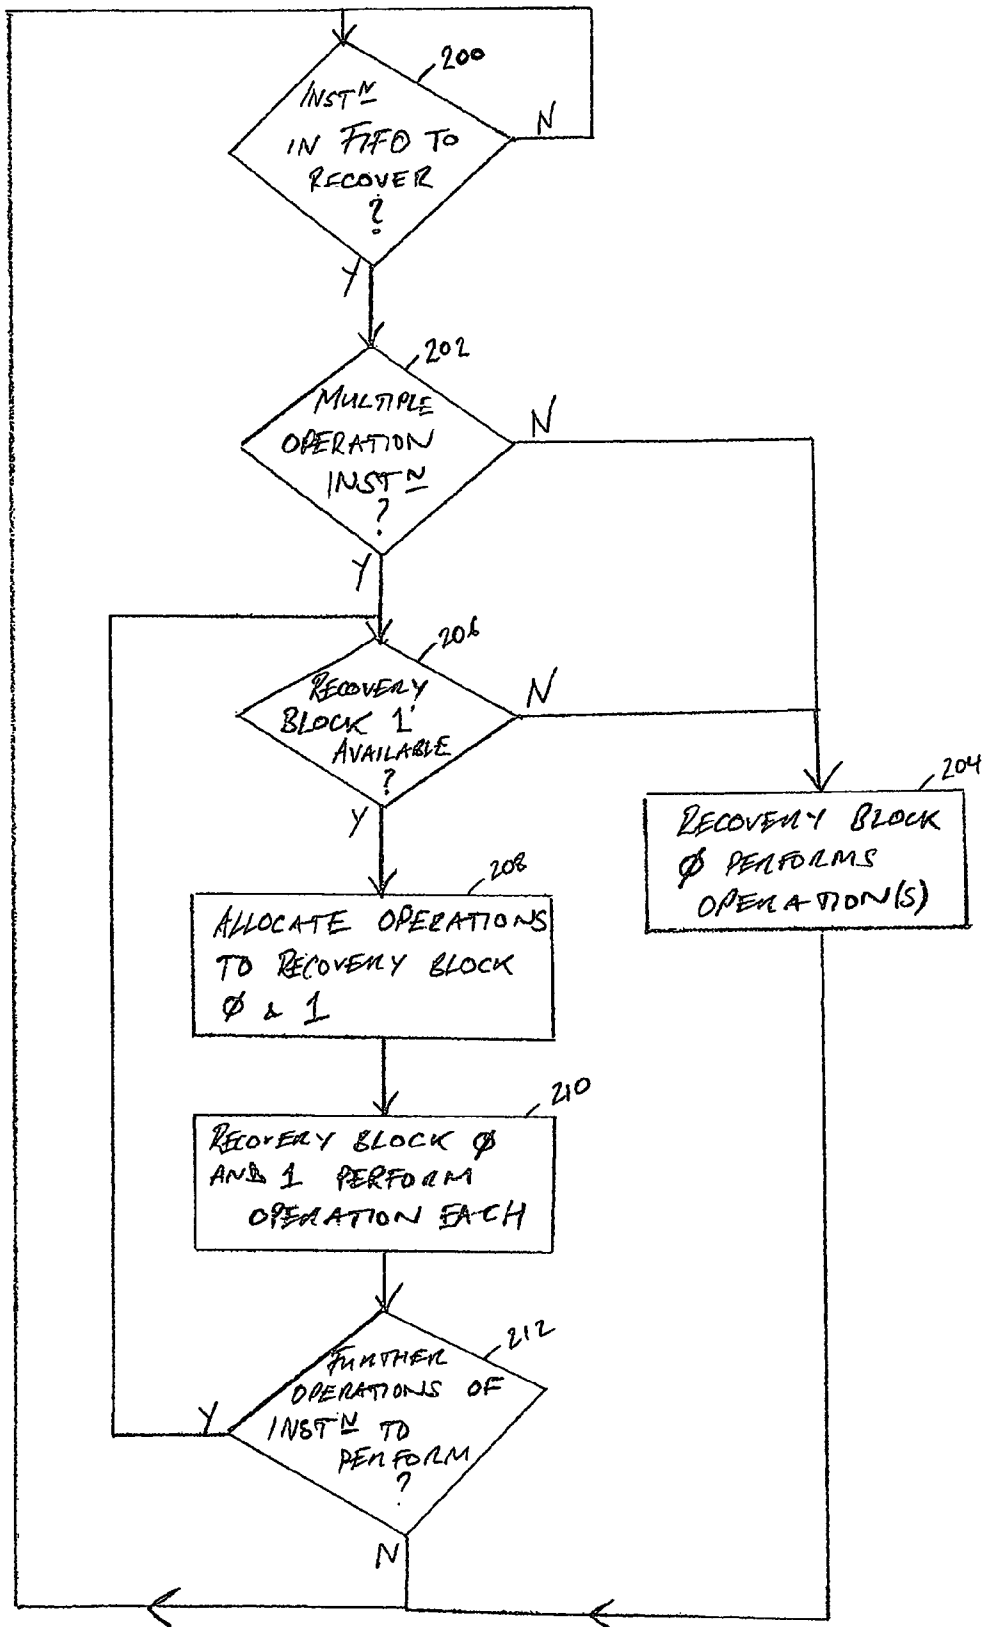 200
INSTN
IN FIFO TO
RECOVER
?
N
Y
202
MULTIPLE
OPERATION
INSTN
?
N
Y
206
RECOVERY
BLOCK 1
AVAILABLE
?
N
Y
204
RECOVERY BLOCK
Ø PERFORMS
OPERATION(S)
208
ALLOCATE OPERATIONS
TO RECOVERY BLOCK
Ø & 1
210
RECOVERY BLOCK Ø
AND 1 PERFORM
OPERATION EACH
212
FURTHER
OPERATIONS OF
INSTN TO
PERFORM
?
Y
N